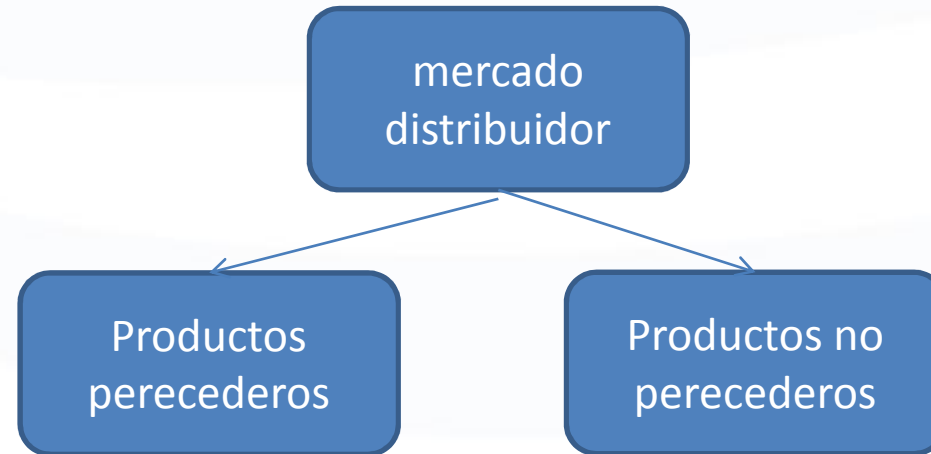 mercado
distribuidor
Productos
perecederos
Productos no
perecederos